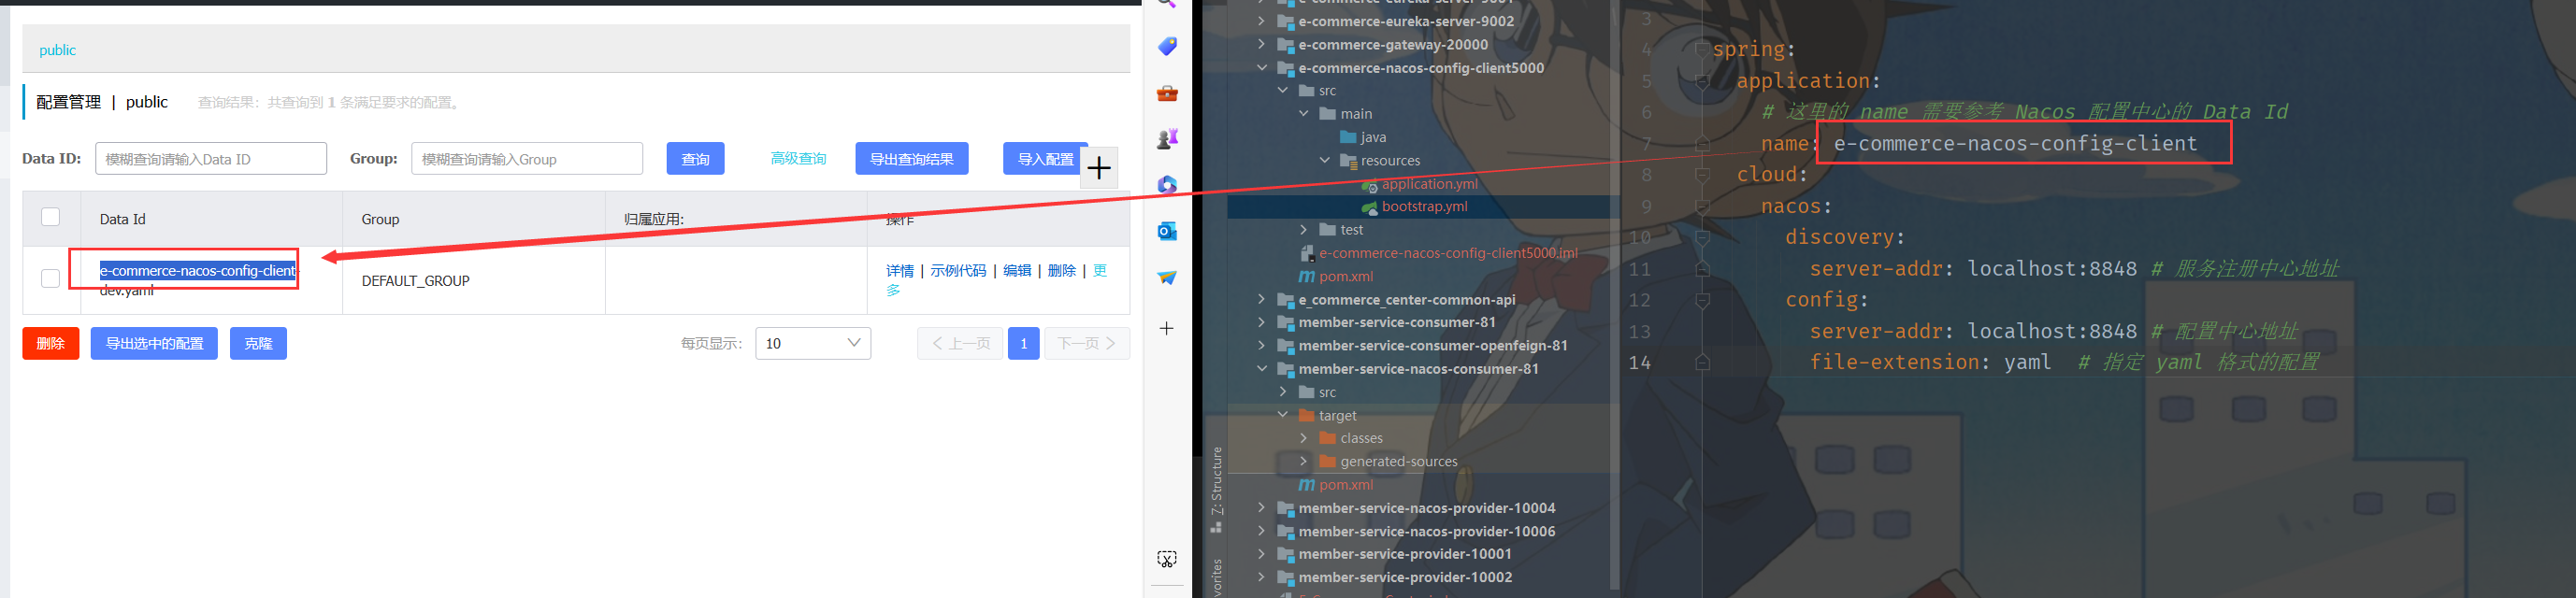 public
配置管理 | public 查询结果：共查询到 1 条满足要求的配置。
Data ID: 模糊查询请输入Data ID Group: 模糊查询请输入Group 查询 高级查询 导出查询结果 导入配置
Data Id Group 归属应用: 操作
e-commerce-nacos-config-client-
dev.yaml
DEFAULT_GROUP
详情 | 示例代码 | 编辑 | 删除 | 更
多
删除 导出选中的配置 克隆 每页显示: 10 上一页 1 下一页
e-commerce-eureka-server-9002
e-commerce-gateway-20000
e-commerce-nacos-config-client5000
src
main
java
resources
application.yml
bootstrap.yml
test
e-commerce-nacos-config-client5000.iml
pom.xml
e_commerce_center-common-api
member-service-consumer-81
member-service-consumer-openfeign-81
member-service-nacos-consumer-81
src
target
classes
generated-sources
pom.xml
member-service-nacos-provider-10004
member-service-nacos-provider-10006
member-service-provider-10001
member-service-provider-10002
7: Structure
3
4 spring:
5 application:
6 # 这里的 name 需要参考 Nacos 配置中心的 Data Id
7 name: e-commerce-nacos-config-client
8 cloud:
9 nacos:
10 discovery:
11 server-addr: localhost:8848 # 服务注册中心地址
12 config:
13 server-addr: localhost:8848 # 配置中心地址
14 file-extension: yaml # 指定 yaml 格式的配置